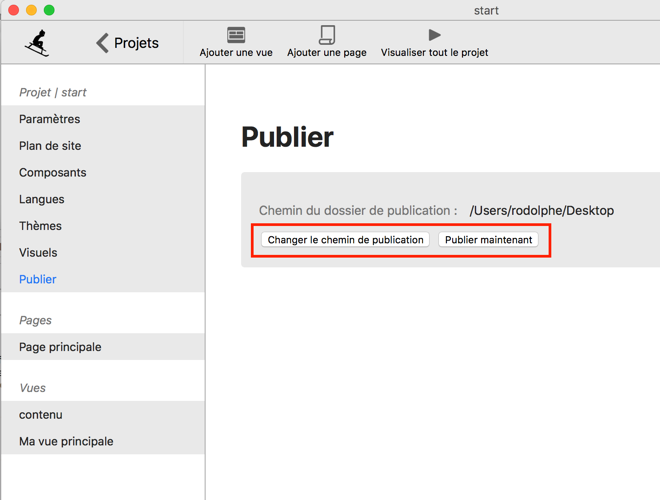 start
Projets
Ajouter une vue
Ajouter une page
Visualiser tout le projet
Projet | start
Paramètres
Plan de site
Composants
Langues
Thèmes
Visuels
Publier
Pages
Page principale
Vues
contenu
Ma vue principale
Publier
Chemin du dossier de publication : /Users/rodolphe/Desktop
Changer le chemin de publication
Publier maintenant